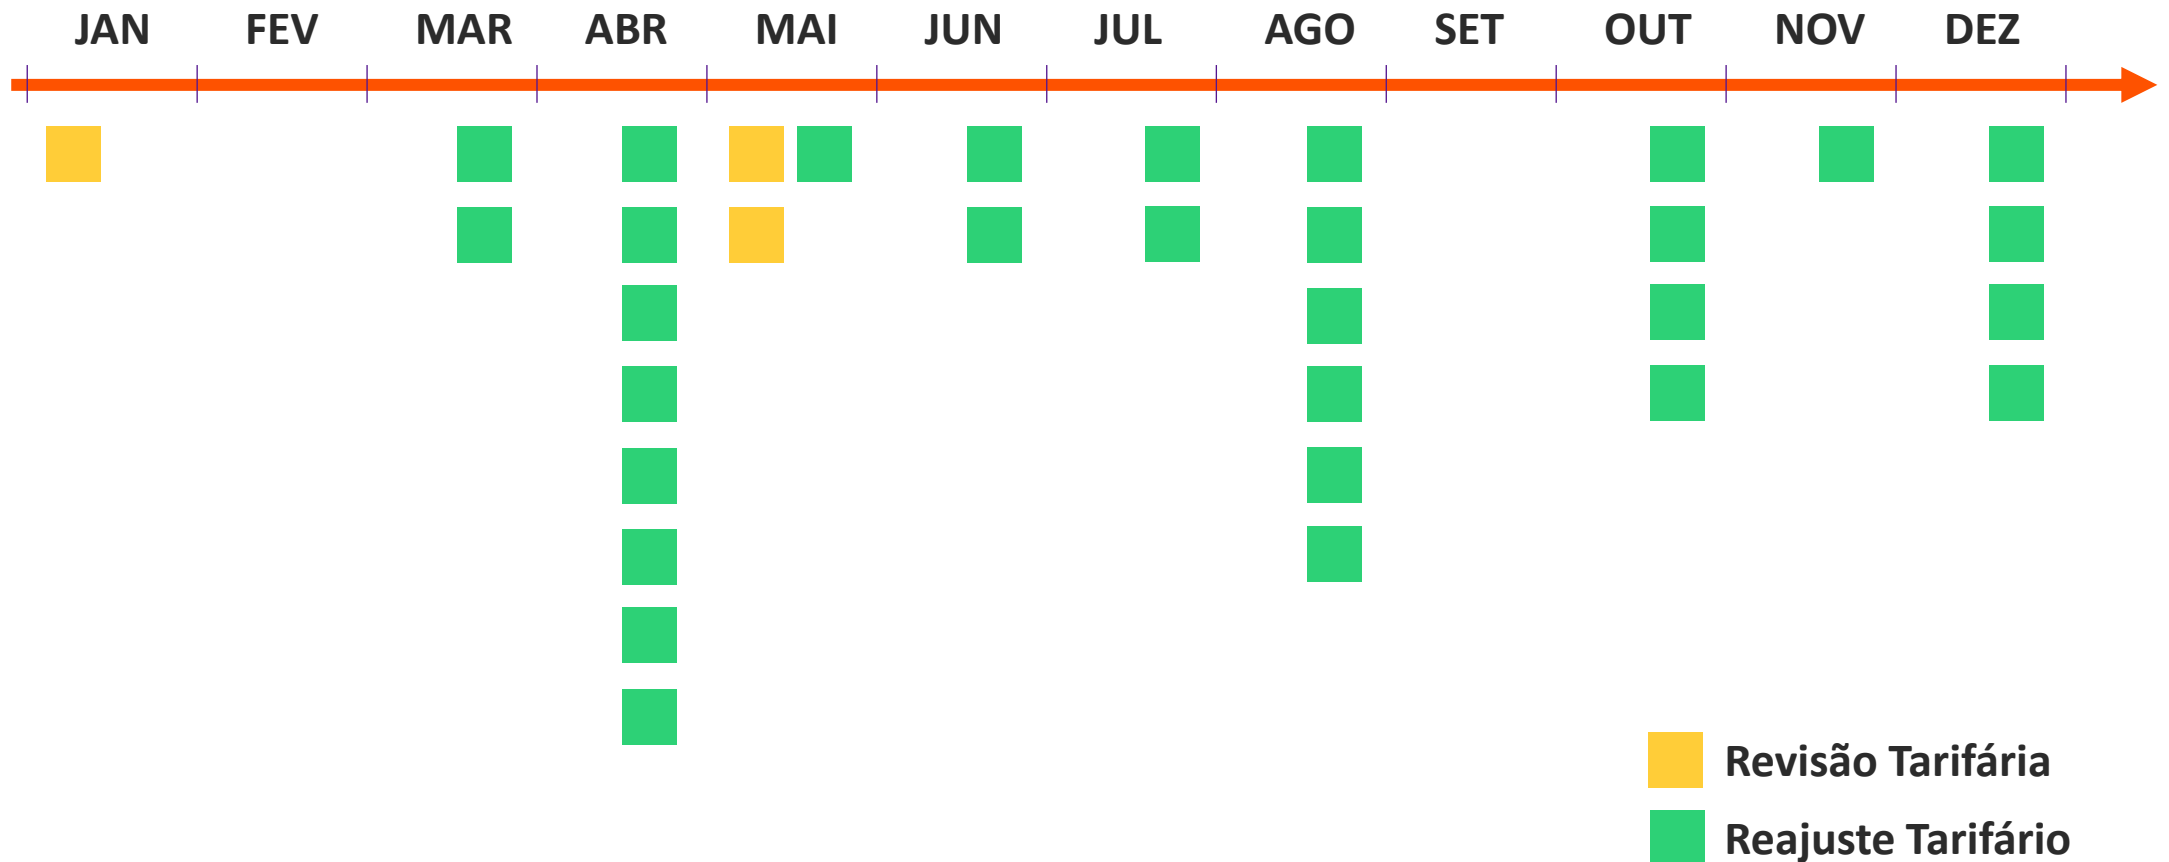 JAN FEV MAR ABR MAI JUN JUL AGO SET OUT NOV DEZ
Revisão Tarifária
Reajuste Tarifário